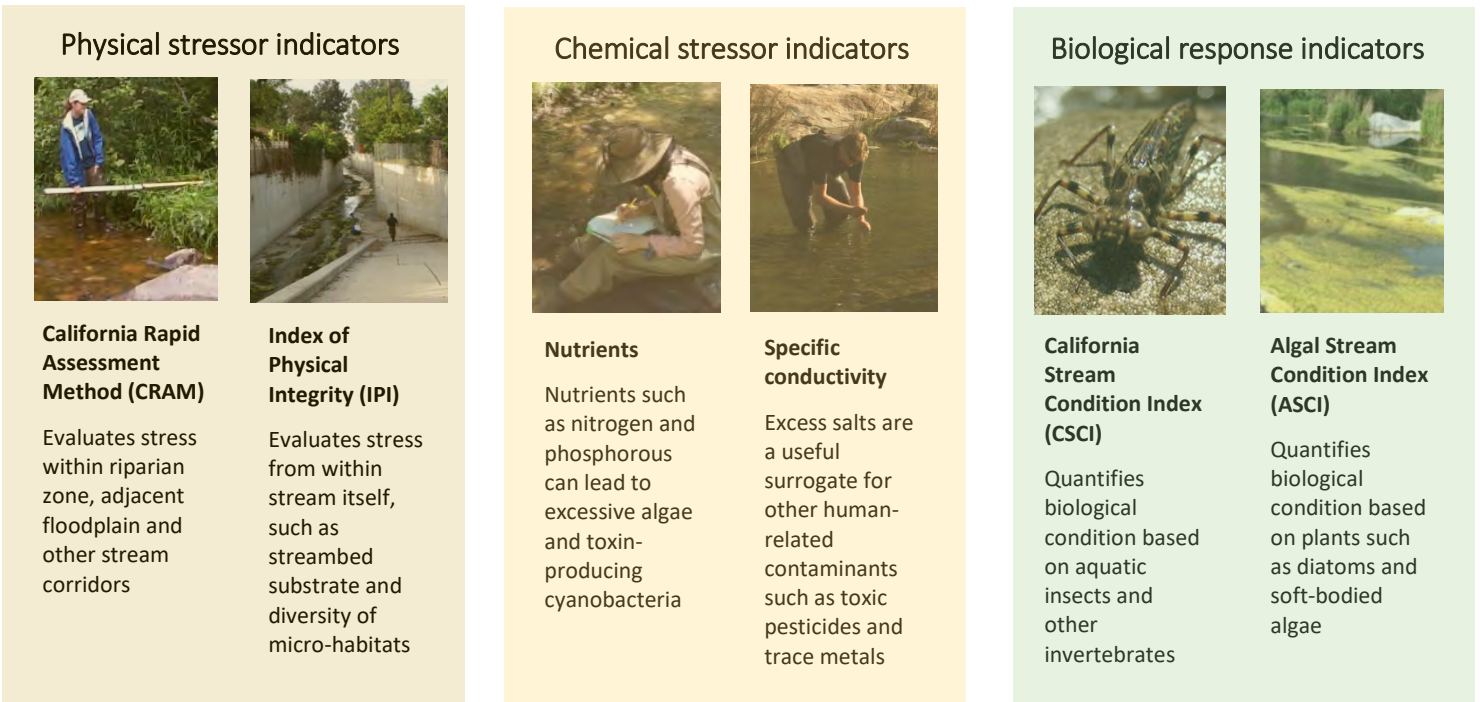 Physical stressor indicators
California Rapid
Assessment
Method (CRAM)
Evaluates stress
within riparian
zone, adjacent
floodplain and
other stream
corridors
Index of
Physical
Integrity (IPI)
Evaluates stress
from within
stream itself,
such as
streambed
substrate and
diversity of
micro-habitats
Chemical stressor indicators
Nutrients
Nutrients such
as nitrogen and
phosphorous
can lead to
excessive algae
and toxin-
producing
cyanobacteria
Specific
conductivity
Excess salts are
a useful
surrogate for
other human-
related
contaminants
such as toxic
pesticides and
trace metals
Biological response indicators
California
Stream
Condition Index
(CSCI)
Quantifies
biological
condition based
on aquatic
insects and
other
invertebrates
Algal Stream
Condition Index
(ASCI)
Quantifies
biological
condition based
on plants such
as diatoms and
soft-bodied
algae